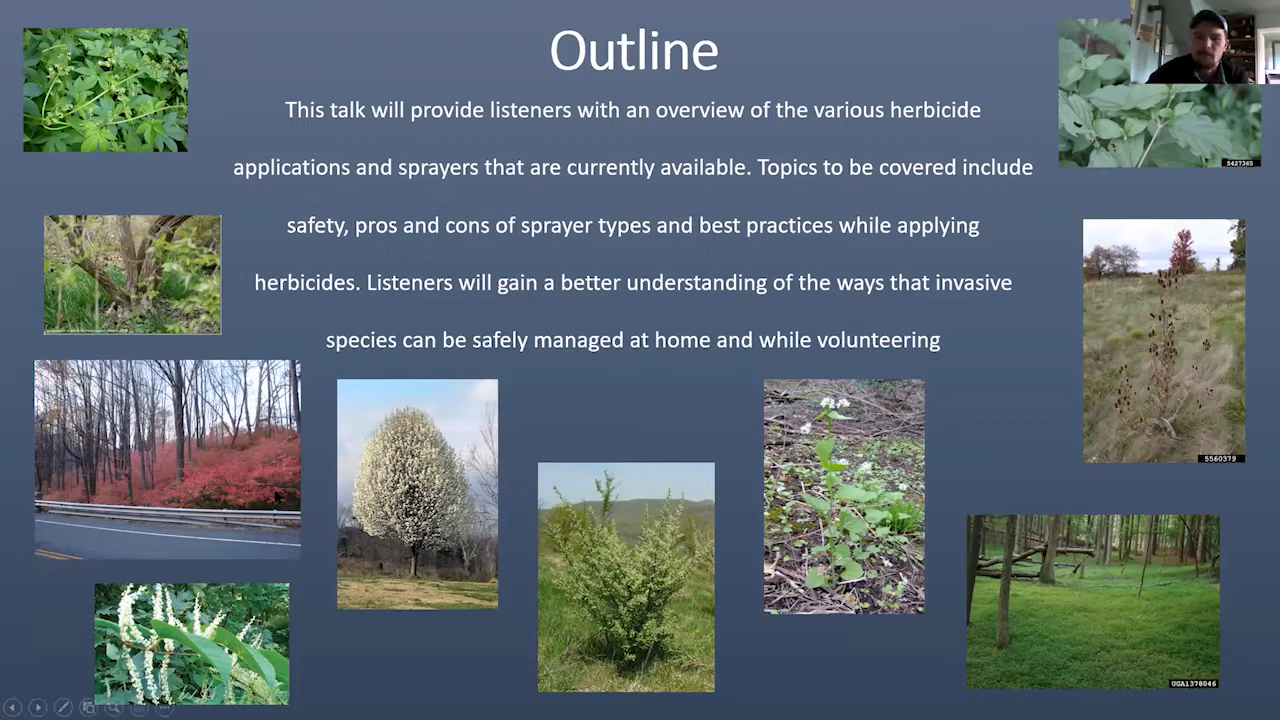 Outline
This talk will provide listeners with an overview of the various herbicide
applications and sprayers that are currently available. Topics to be covered include
safety, pros and cons of sprayer types and best practices while applying
herbicides. Listeners will gain a better understanding of the ways that invasive
species can be safely managed at home and while volunteering
5427365
5560379
UGA1378046